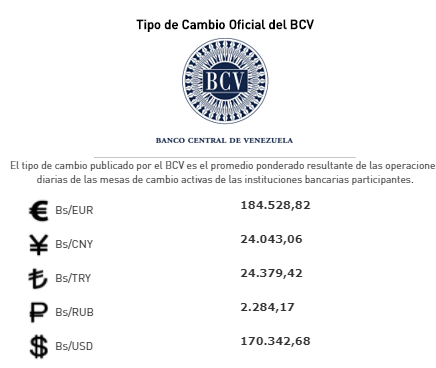 Tipo de Cambio Oficial del BCV
BCV
BANCO CENTRAL DE VENEZUELA
El tipo de cambio publicado por el BCV es el promedio ponderado resultante de las operacione
diarias de las mesas de cambio activas de las instituciones bancarias participantes.
€ Bs/EUR 184.528,82
¥ Bs/CNY 24.043,06
₺ Bs/TRY 24.379,42
₽ Bs/RUB 2.284,17
$ Bs/USD 170.342,68